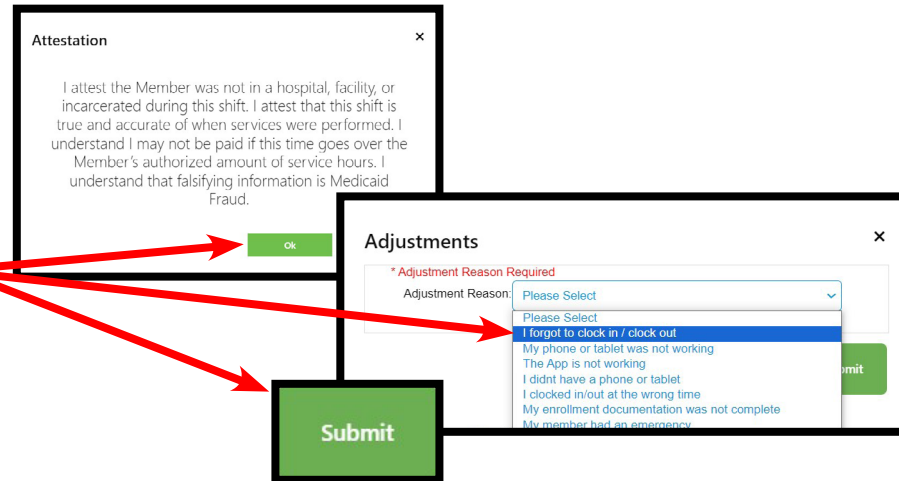 Attestation
×
I attest the Member was not in a hospital, facility, or
incarcerated during this shift. I attest that this shift is
true and accurate of when services were performed. I
understand I may not be paid if this time goes over the
Member's authorized amount of service hours. I
understand that falsifying information is Medicaid
Fraud.
Ok
Adjustments
×
* Adjustment Reason Required
Adjustment Reason: Please Select
Please Select
I forgot to clock in / clock out
My phone or tablet was not working
The App is not working
I didnt have a phone or tablet
I clocked in/out at the wrong time
My enrollment documentation was not complete
My member had an emergency
Submit